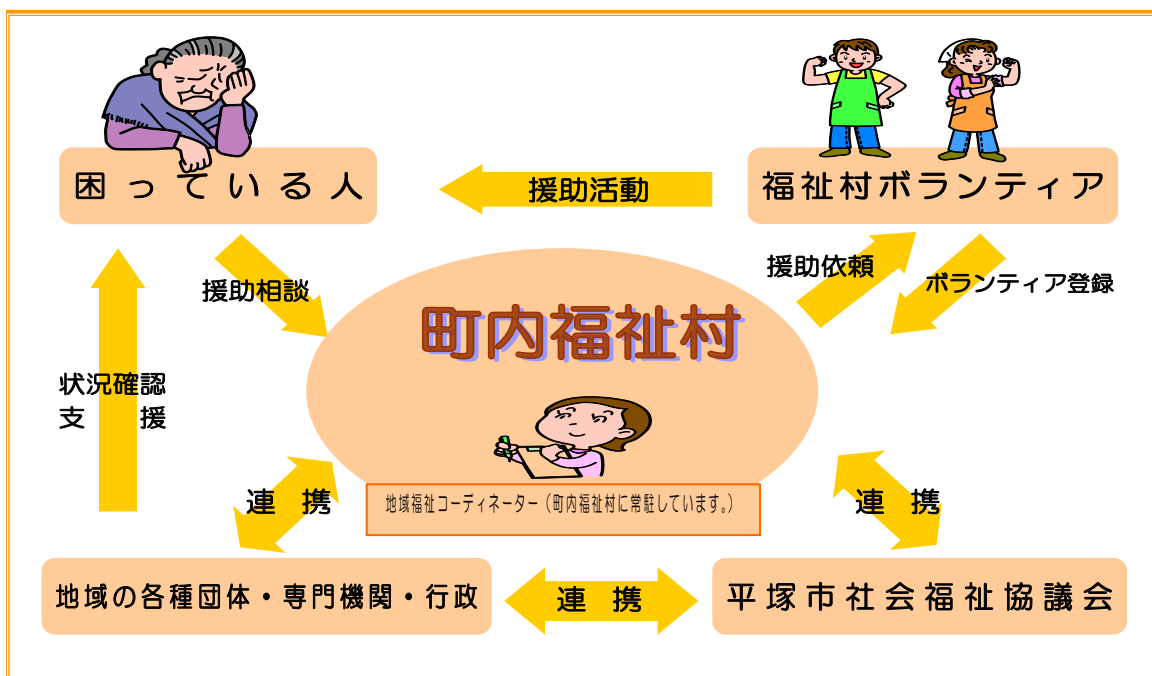 困っている人
援助活動
福祉村ボランティア
援助相談
援助依頼
ボランティア登録
町内福祉村
状況確認
支援
地域福祉コーディネーター(町内福祉村に常駐しています。)
連携
連携
地域の各種団体・専門機関・行政
連携
平塚市社会福祉協議会